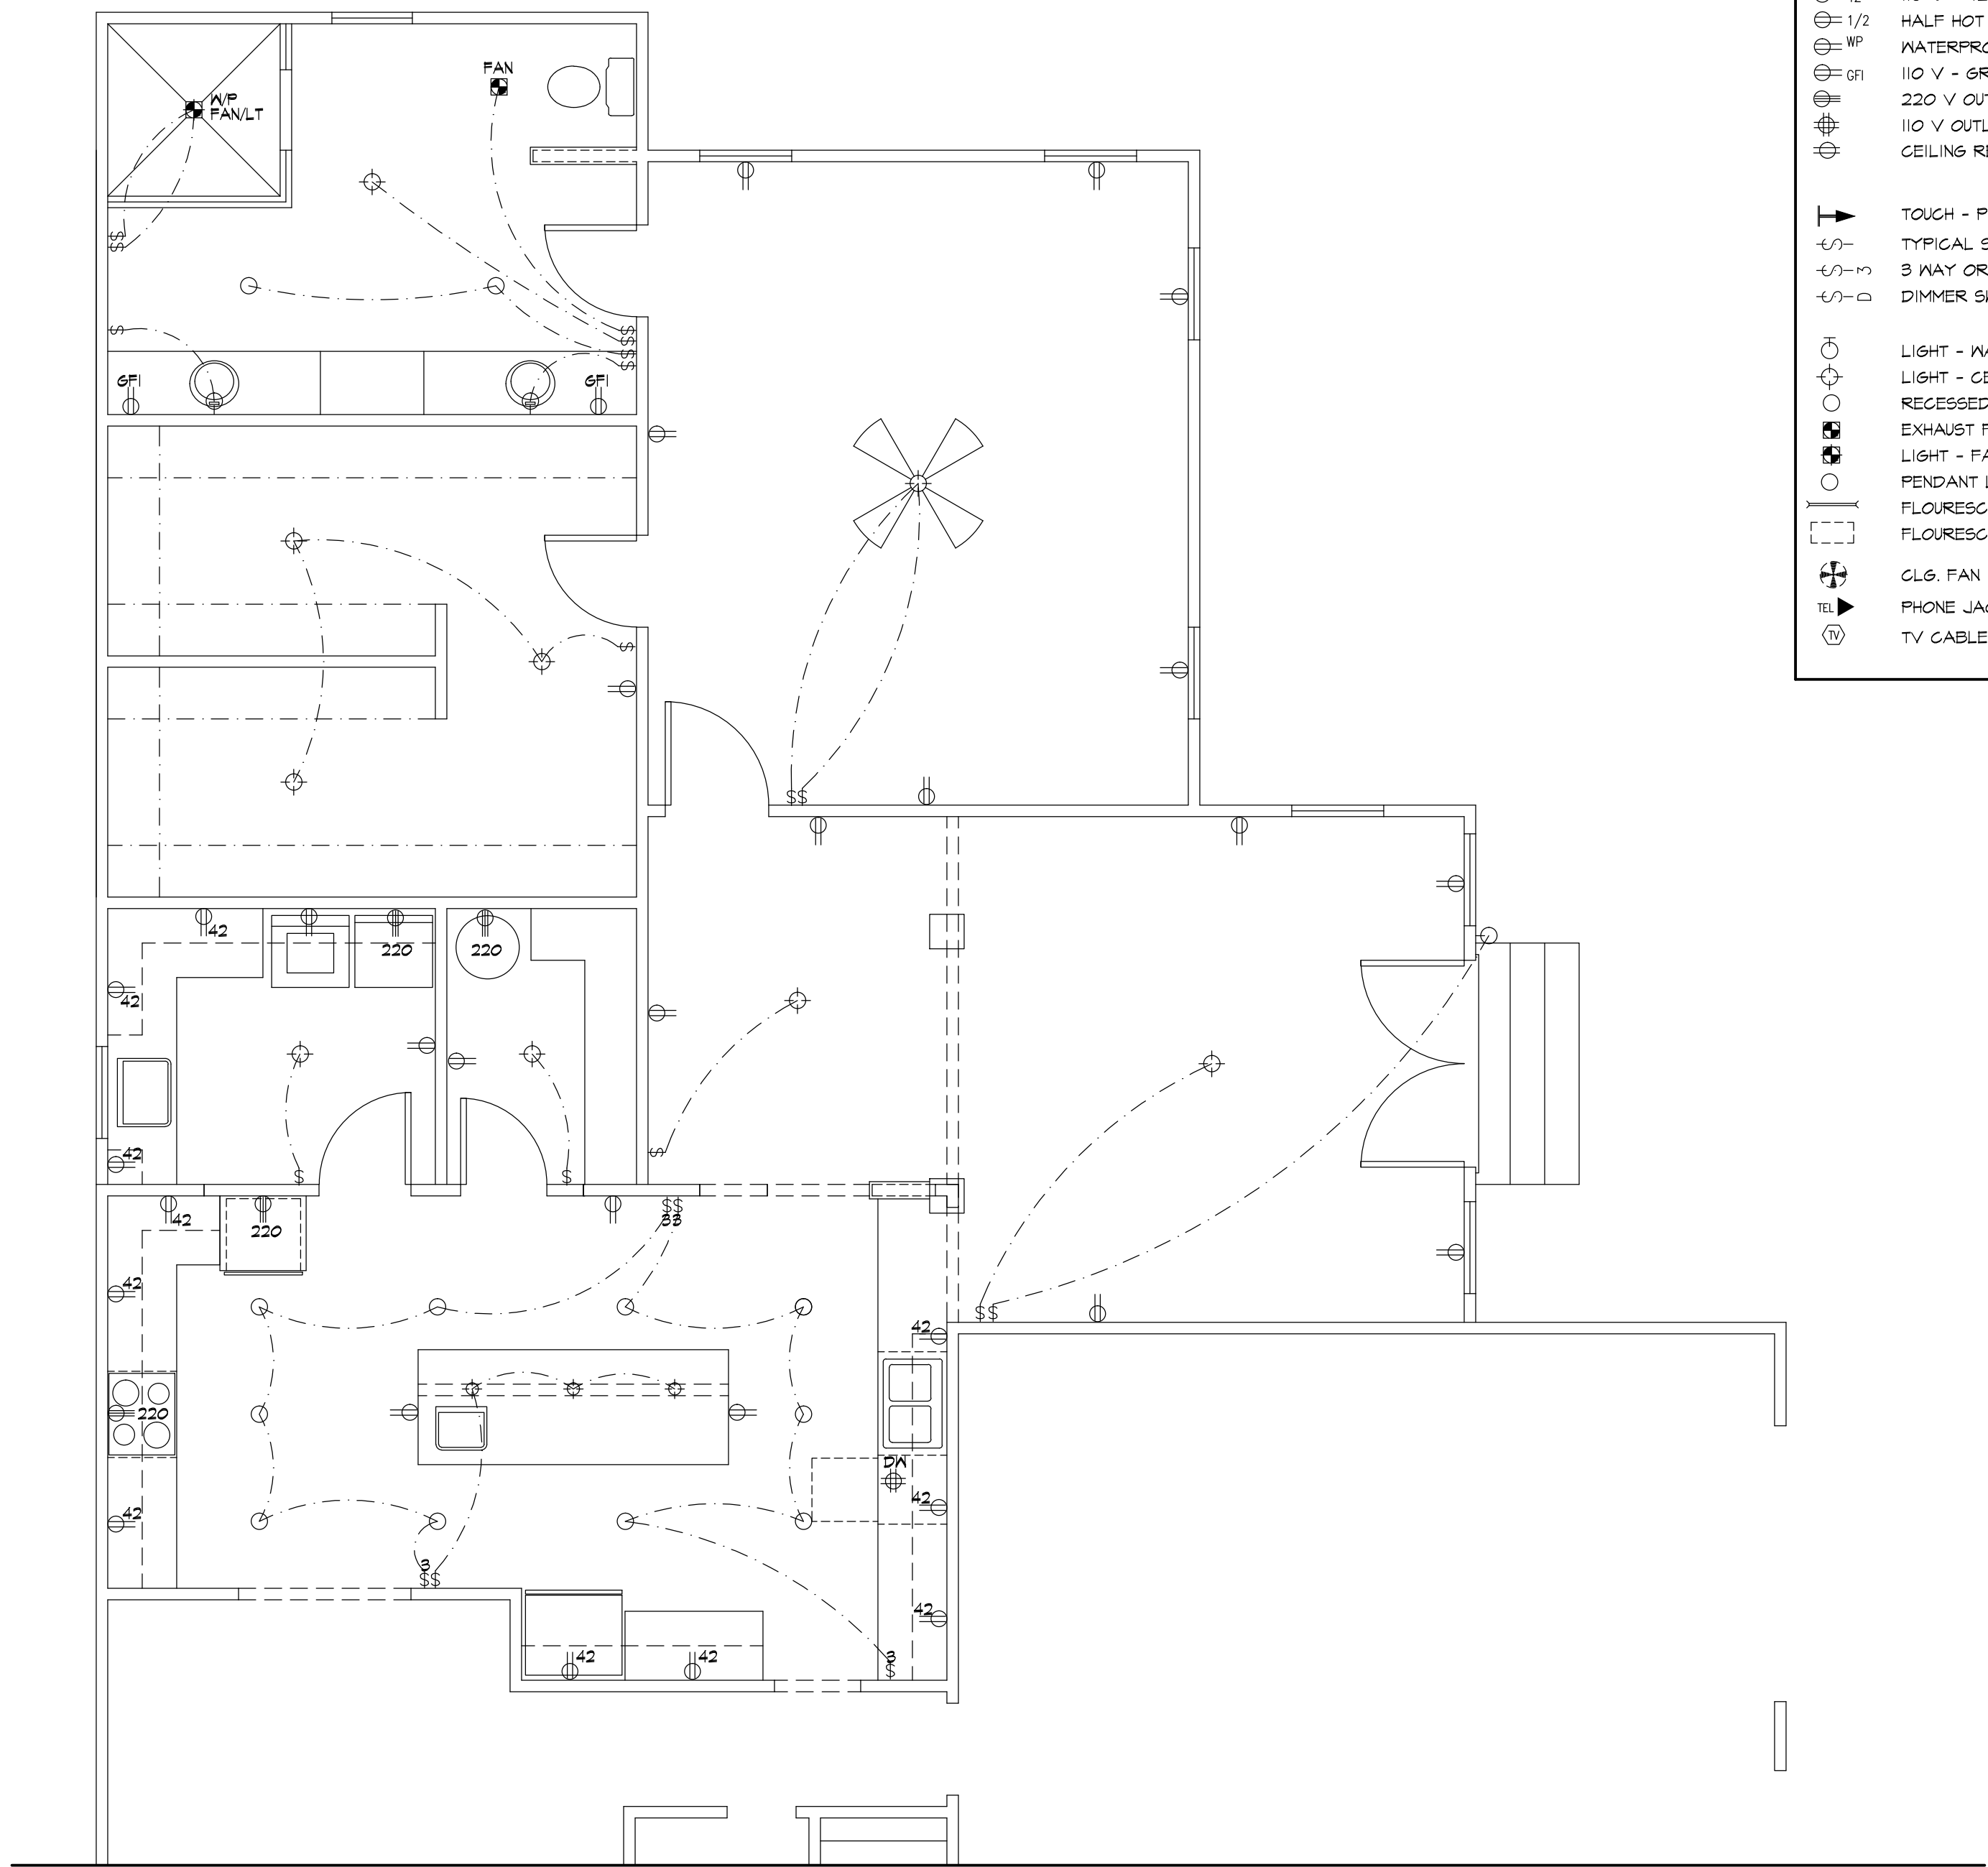 1/2 HALF HOT
WP WATERPRO
GFI 110 V - GR
220 V OUT
110 V OUTL
CEILING RE
TOUCH - P
$ TYPICAL S
$ 3 3 WAY OR
$ D DIMMER SW
LIGHT - WA
LIGHT - CE
RECESSED
EXHAUST F
LIGHT - FA
PENDANT L
FLOURESC
FLOURESC
CLG. FAN
TEL PHONE JAC
TV TV CABLE
FAN
W/P
FAN/LT
$
$
$
$
$
$
$
GFI
GFI
$
$$
42
220
220
42
42
$
$
$
42
220
$$
33
42
$$
42
220
DW
42
42
3
$$
42
42
42
3
$